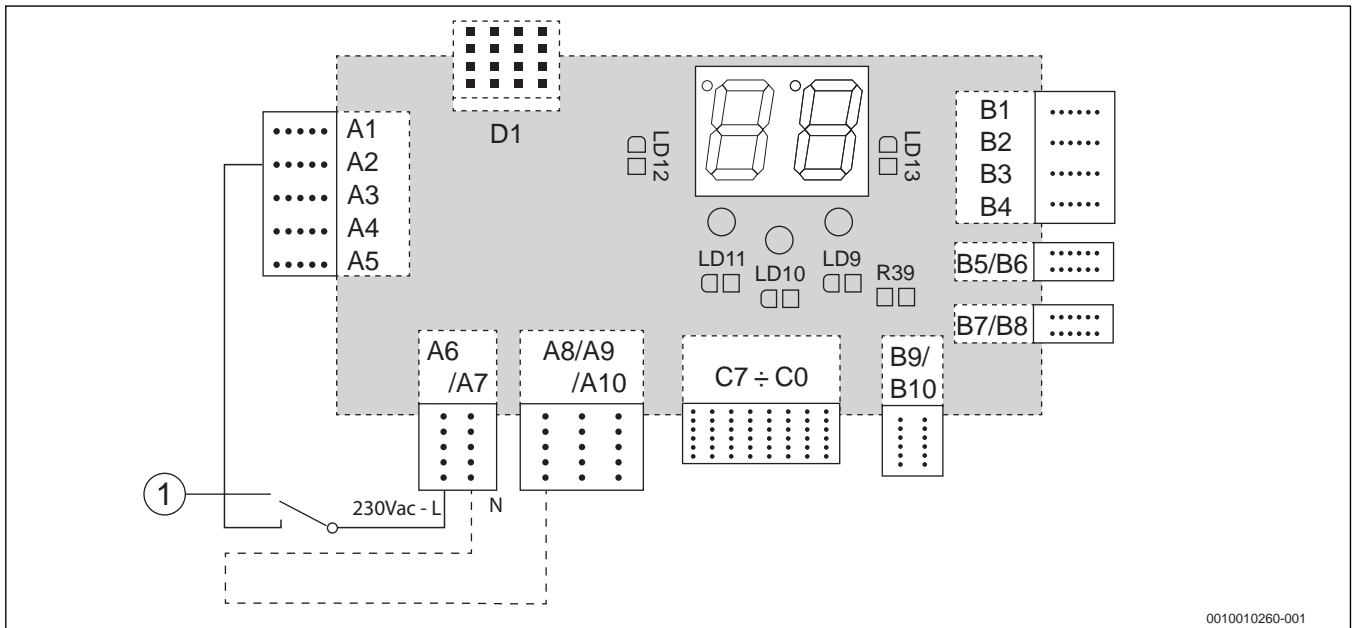 D1
A1
A2
A3
A4
A5
LD12
LD13
B1
B2
B3
B4
LD11
LD10
LD9
R39
B5/B6
B7/B8
A6
/A7
A8/A9
/A10
C7 ÷ C0
B9/
B10
1
230Vac - L
N
0010010260-001